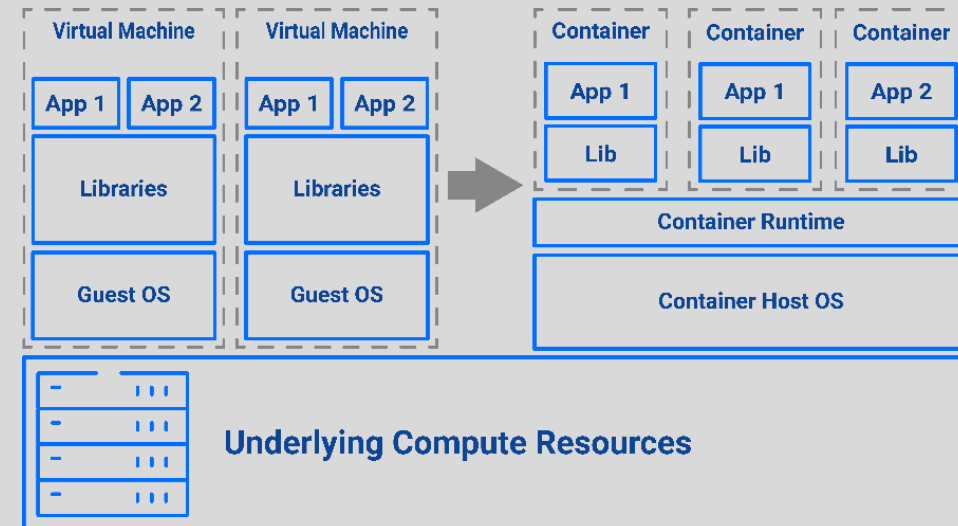 Virtual Machine
Virtual Machine
App 1
App 2
App 1
App 2
Libraries
Libraries
Guest OS
Guest OS
Container
Container
Container
App 1
App 1
App 2
Lib
Lib
Lib
Container Runtime
Container Host OS
Underlying Compute Resources